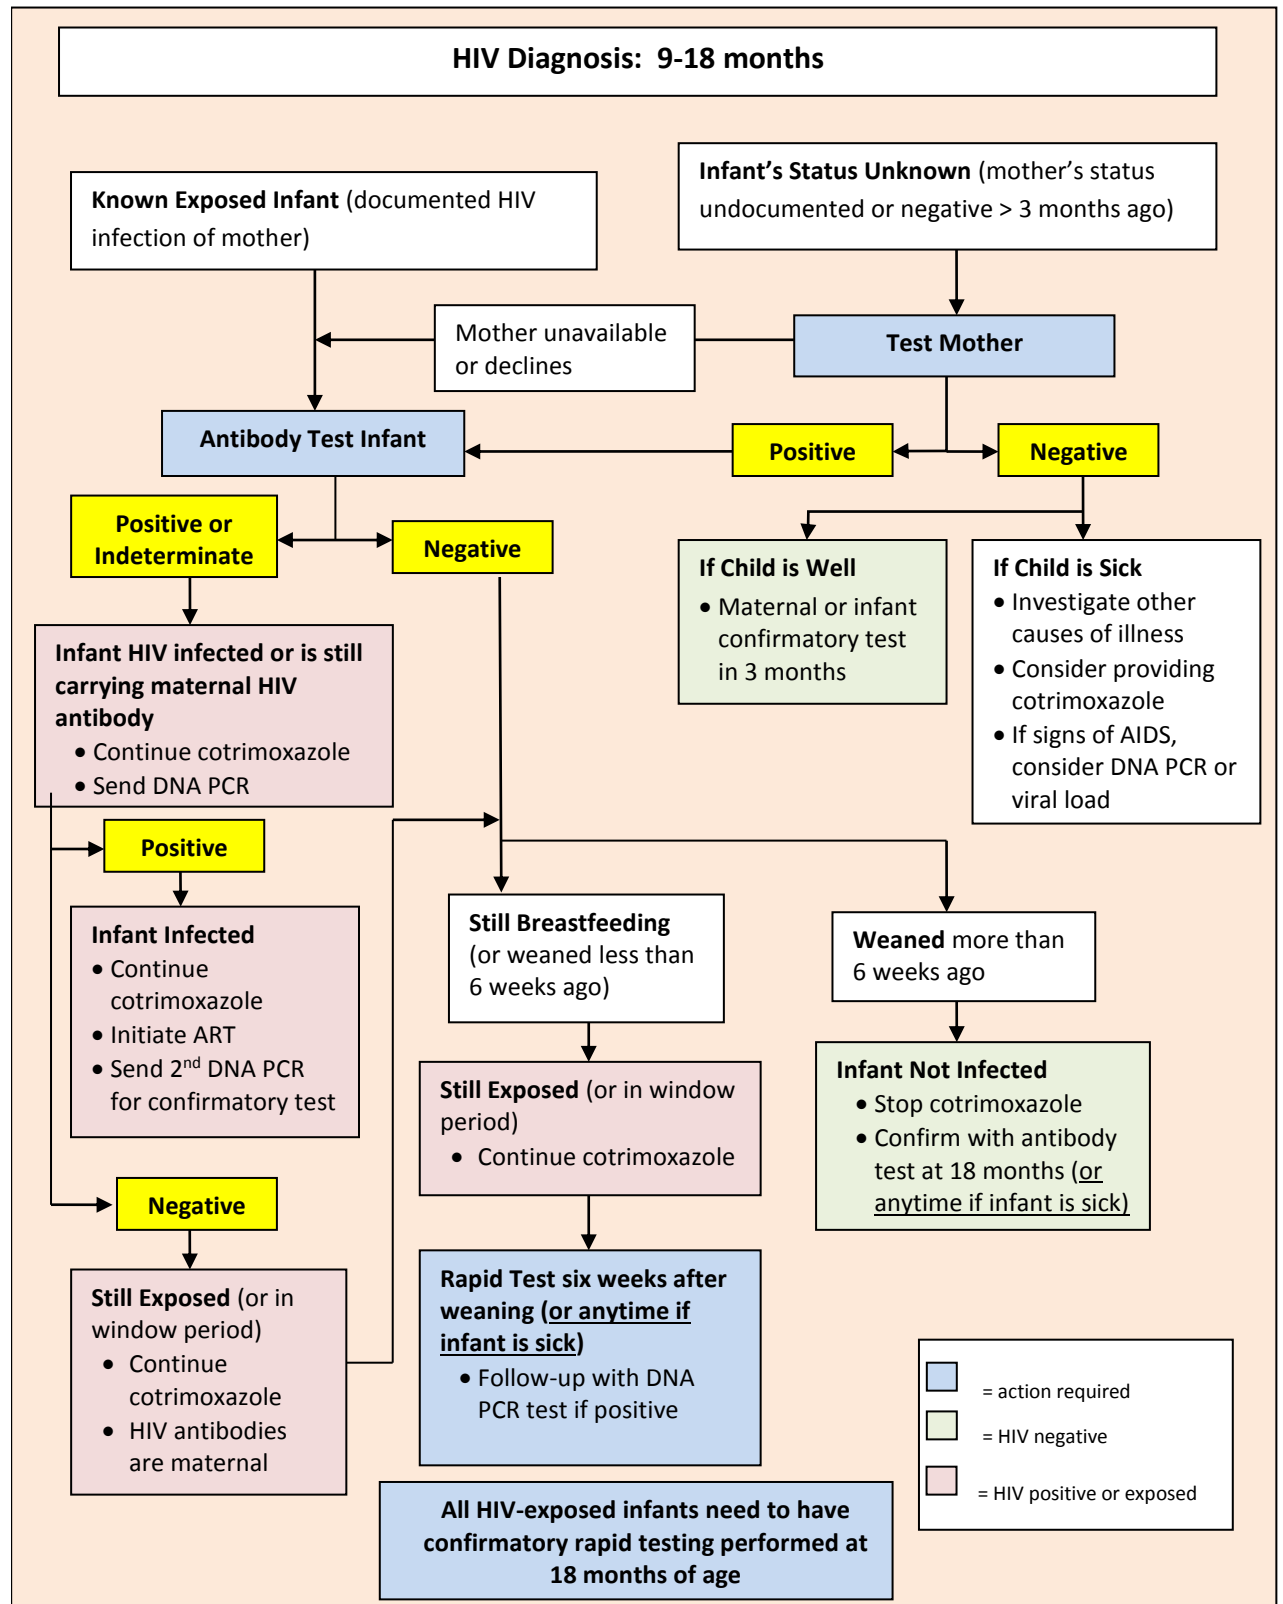 HIV Diagnosis:  9-18 months
Known Exposed Infant (documented HIV
infection of mother)
Infant's Status Unknown (mother's status
undocumented or negative > 3 months ago)
Mother unavailable
or declines
Test Mother
Antibody Test Infant
Positive
Negative
Positive or
Indeterminate
Negative
If Child is Well
• Maternal or infant
confirmatory test
in 3 months
If Child is Sick
• Investigate other
causes of illness
• Consider providing
cotrimoxazole
• If signs of AIDS,
consider DNA PCR or
viral load
Infant HIV infected or is still
carrying maternal HIV
antibody
• Continue cotrimoxazole
• Send DNA PCR
Positive
Infant Infected
• Continue
cotrimoxazole
• Initiate ART
• Send 2nd DNA PCR
for confirmatory test
Still Breastfeeding
(or weaned less than
6 weeks ago)
Weaned more than
6 weeks ago
Still Exposed (or in window
period)
• Continue cotrimoxazole
Infant Not Infected
• Stop cotrimoxazole
• Confirm with antibody
test at 18 months (or
anytime if infant is sick)
Negative
Still Exposed (or in
window period)
• Continue
cotrimoxazole
• HIV antibodies
are maternal
Rapid Test six weeks after
weaning (or anytime if
infant is sick)
• Follow-up with DNA
PCR test if positive
= action required
= HIV negative
= HIV positive or exposed
All HIV-exposed infants need to have
confirmatory rapid testing performed at
18 months of age